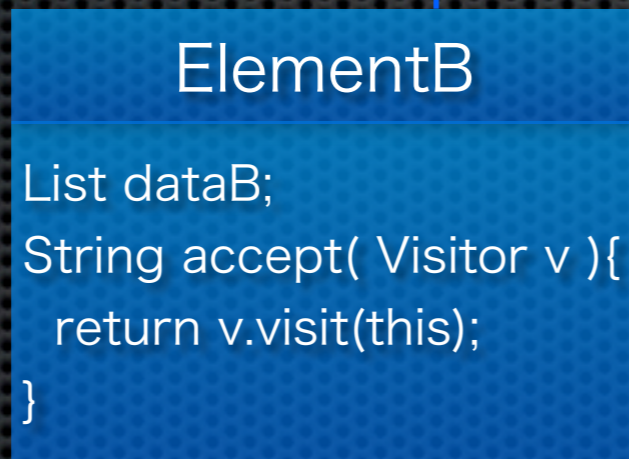 ElementB
List dataB;
String accept( Visitor v ){
return v.visit(this);
}